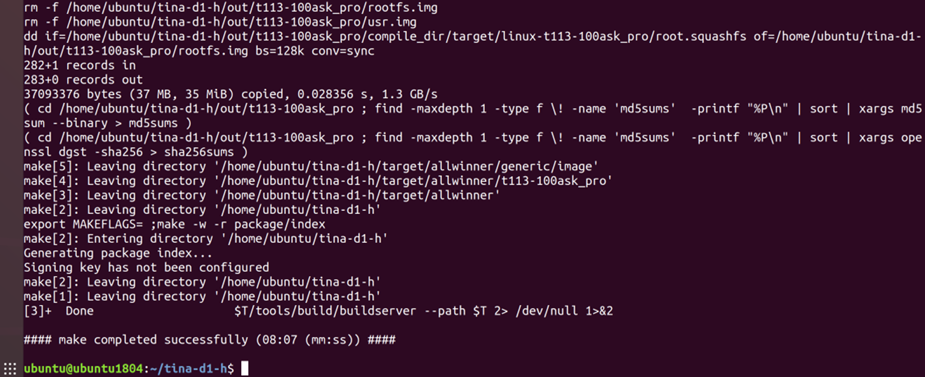 rm -f /home/ubuntu/tina-d1-h/out/t113-100ask_pro/rootfs.img
rm -f /home/ubuntu/tina-d1-h/out/t113-100ask_pro/usr.img
dd if=/home/ubuntu/tina-d1-h/out/t113-100ask_pro/compile_dir/target/linux-t113-100ask_pro/root.squashfs of=/home/ubuntu/tina-d1-
h/out/t113-100ask_pro/rootfs.img bs=128k conv=sync
282+1 records in
283+0 records out
37093376 bytes (37 MB, 35 MiB) copied, 0.028356 s, 1.3 GB/s
( cd /home/ubuntu/tina-d1-h/out/t113-100ask_pro ; find -maxdepth 1 -type f \! -name 'md5sums'  -printf "%P\n" | sort | xargs md5
sum --binary > md5sums )
( cd /home/ubuntu/tina-d1-h/out/t113-100ask_pro ; find -maxdepth 1 -type f \! -name 'md5sums'  -printf "%P\n" | sort | xargs ope
nssl dgst -sha256 > sha256sums )
make[5]: Leaving directory '/home/ubuntu/tina-d1-h/target/allwinner/generic/image'
make[4]: Leaving directory '/home/ubuntu/tina-d1-h/target/allwinner/t113-100ask_pro'
make[3]: Leaving directory '/home/ubuntu/tina-d1-h/target/allwinner'
make[2]: Leaving directory '/home/ubuntu/tina-d1-h'
export MAKEFLAGS= ;make -w -r package/index
make[2]: Entering directory '/home/ubuntu/tina-d1-h'
Generating package index...
Signing key has not been configured
make[2]: Leaving directory '/home/ubuntu/tina-d1-h'
make[1]: Leaving directory '/home/ubuntu/tina-d1-h'
[3]+  Done                    $T/tools/build/buildserver --path $T 2> /dev/null 1>&2
#### make completed successfully (08:07 (mm:ss)) ####
ubuntu@ubuntu1804:~/tina-d1-h$